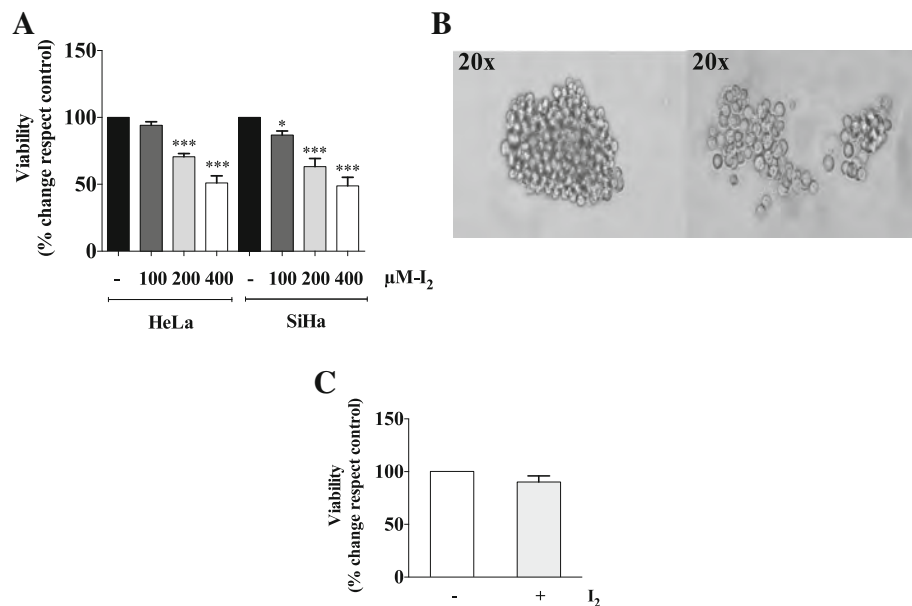 A
150
100
50
0
Viability
(% change respect control)
*
***
***
***
***
- 100 200 400 - 100 200 400 µM-I₂
HeLa SiHa
B
20x 20x
C
150
100
50
0
Viability
(% change respect control)
- + I₂